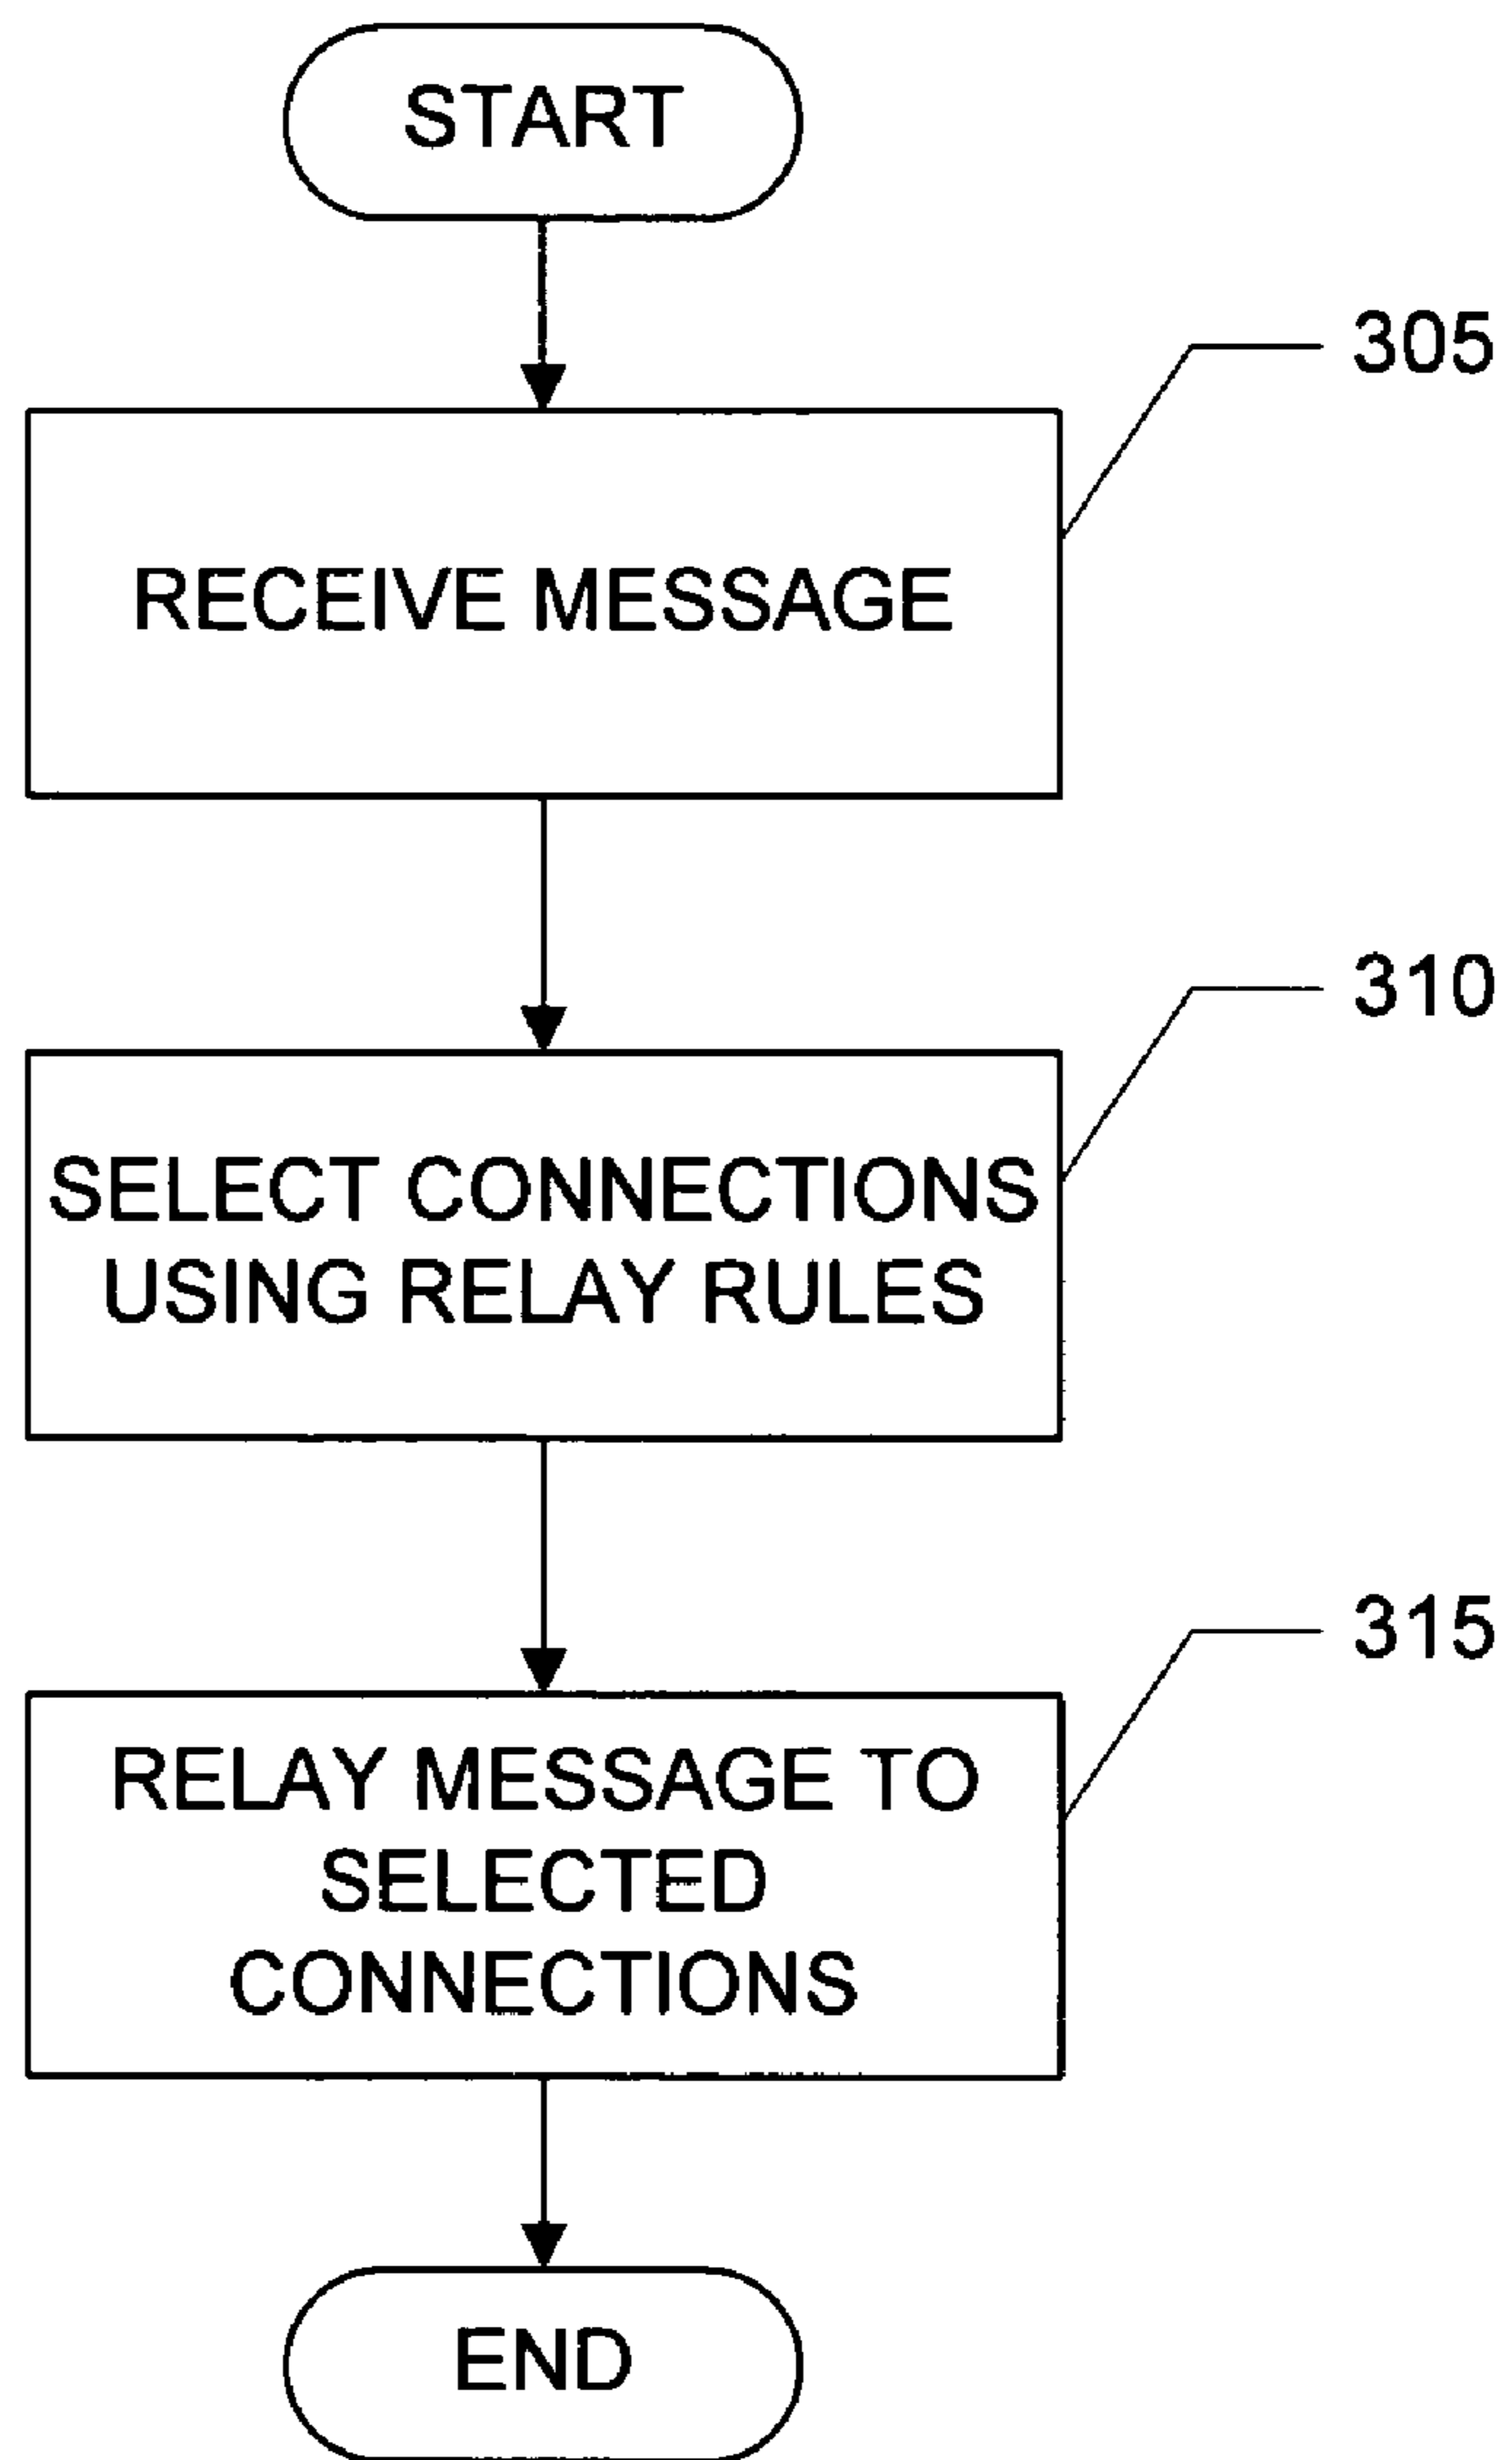 START
305
RECEIVE MESSAGE
310
SELECT CONNECTIONS
USING RELAY RULES
315
RELAY MESSAGE TO
SELECTED
CONNECTIONS
END